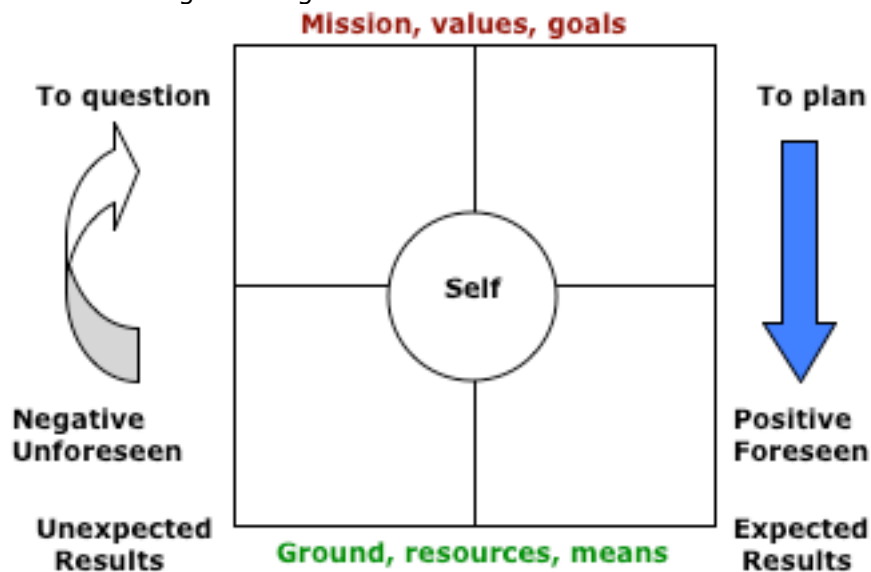 Mission, values, goals
To question
To plan
Self
Negative
Unforeseen
Positive
Foreseen
Unexpected
Results
Expected
Results
Ground, resources, means